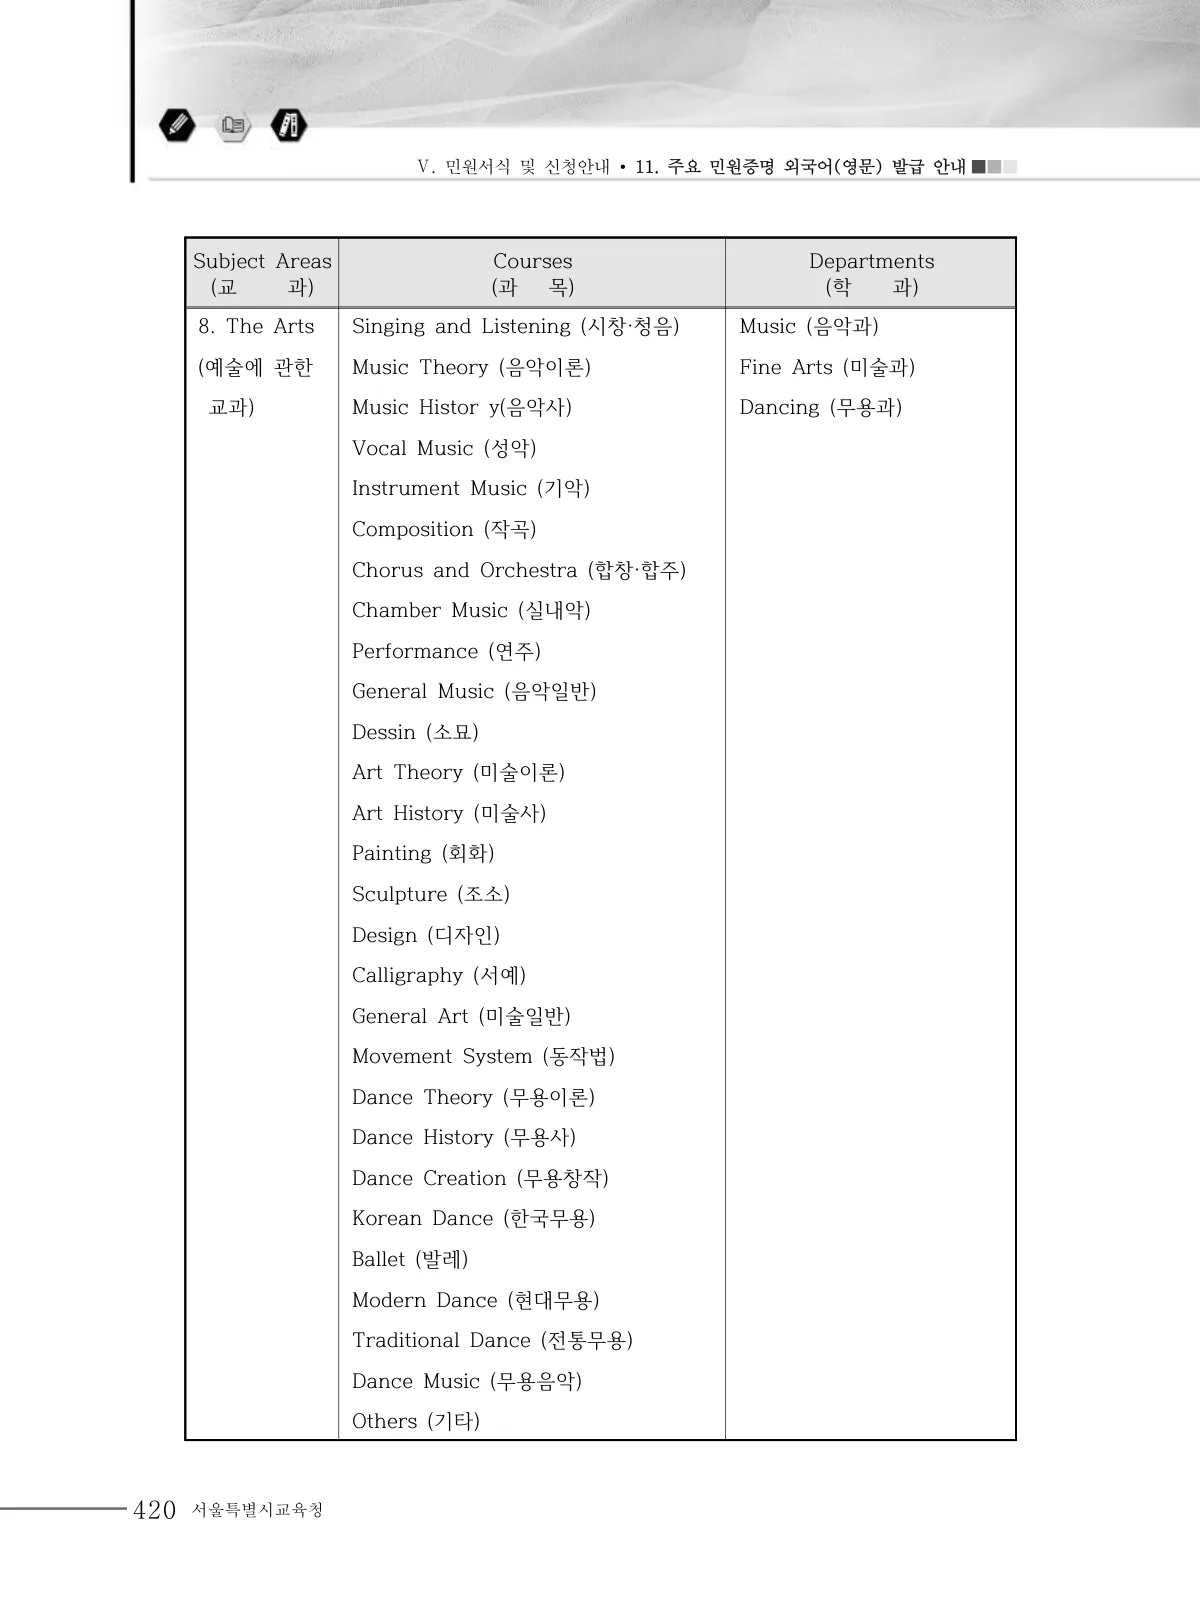 Ⅴ. 민원서식 및 신청안내 • 11. 주요 민원증명 외국어(영문) 발급 안내
Subject Areas Courses Departments
(교 과) (과 목) (학 과)
8. The Arts Singing and Listening (시창·청음) Music (음악과)
(예술에 관한 Music Theory (음악이론) Fine Arts (미술과)
교과) Music Histor y(음악사) Dancing (무용과)
Vocal Music (성악)
Instrument Music (기악)
Composition (작곡)
Chorus and Orchestra (합창·합주)
Chamber Music (실내악)
Performance (연주)
General Music (음악일반)
Dessin (소묘)
Art Theory (미술이론)
Art History (미술사)
Painting (회화)
Sculpture (조소)
Design (디자인)
Calligraphy (서예)
General Art (미술일반)
Movement System (동작법)
Dance Theory (무용이론)
Dance History (무용사)
Dance Creation (무용창작)
Korean Dance (한국무용)
Ballet (발레)
Modern Dance (현대무용)
Traditional Dance (전통무용)
Dance Music (무용음악)
Others (기타)
420 서울특별시교육청